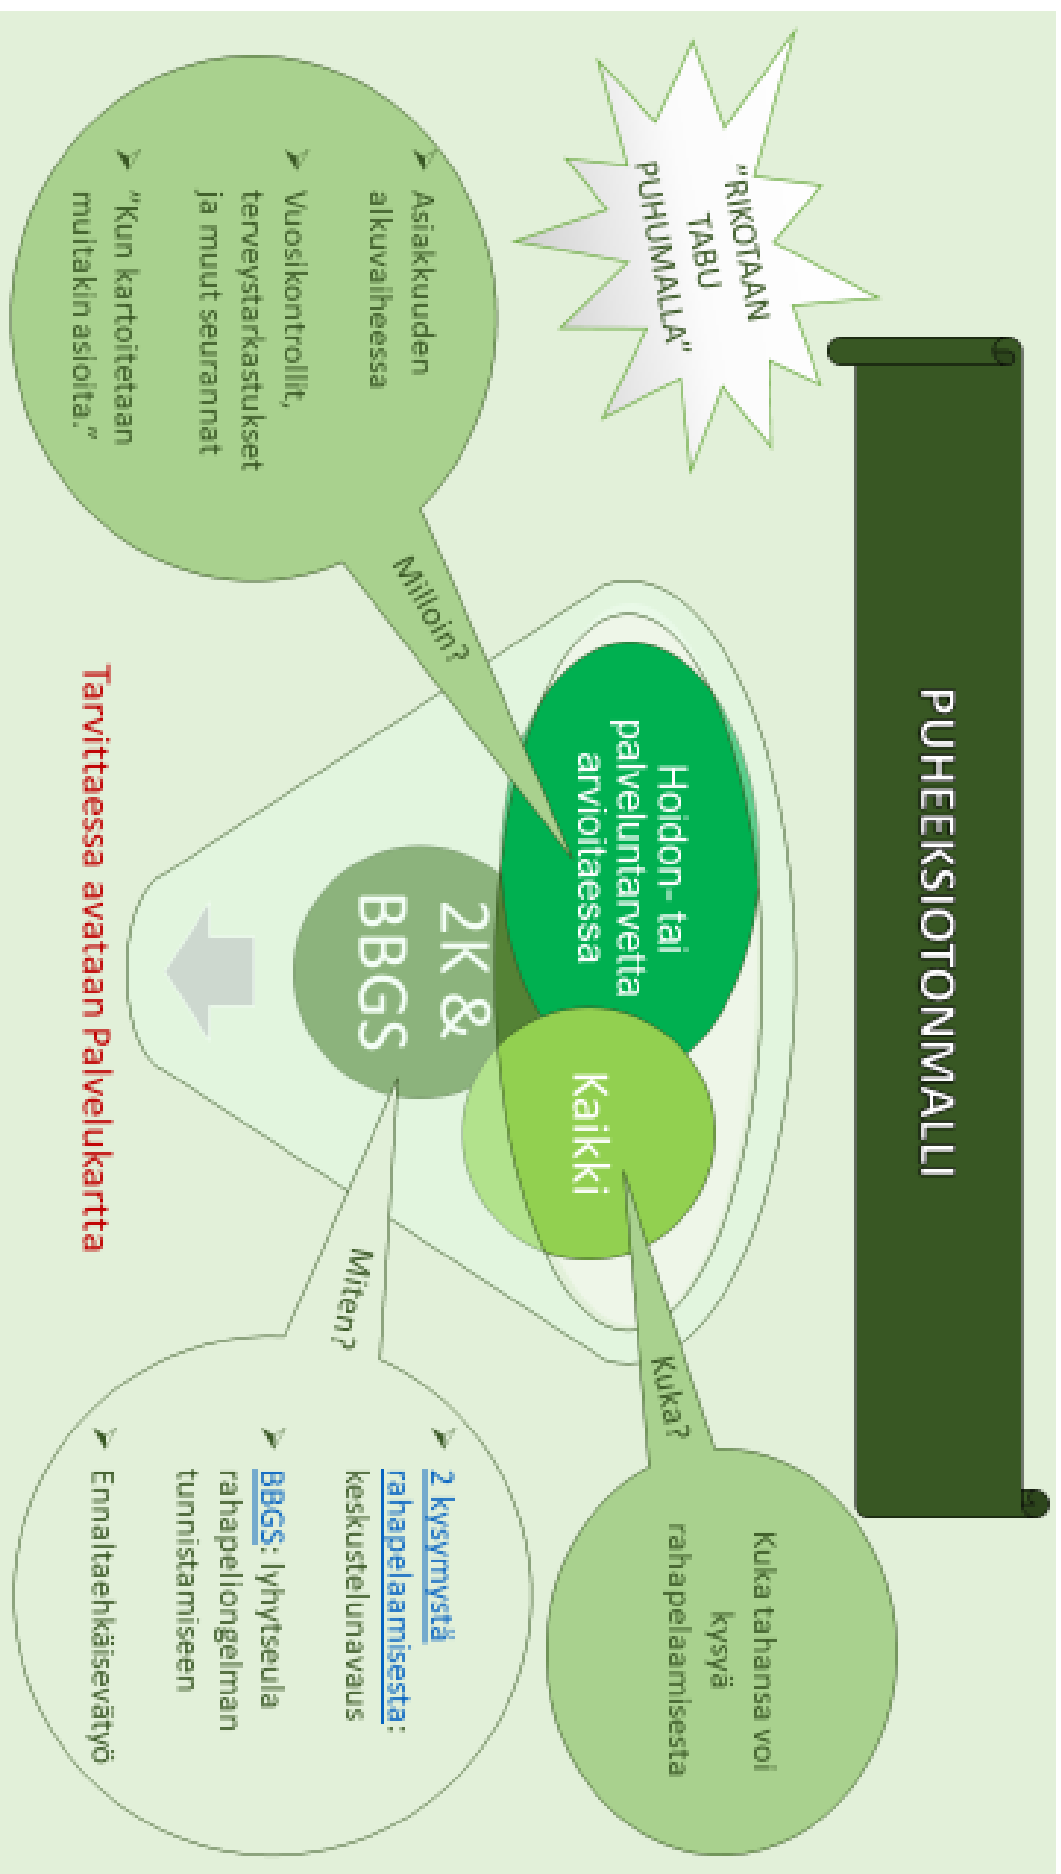 PUHEEKSIOTONMALLI
"RIKOTAAN
TABU
PUHUMALLA"
Kuka?
Kuka tahansa voi
kysyä
rahapelaamisesta
Hoidon- tai
palveluntarvetta
arvioitaessa
Kaikki
2K &
BBGS
Milloin?
Asiakkuuden
alkuvaiheessa
Vuosikontrollit,
terveystarkastukset
ja muut seurannat
"Kun kartoitetaan
muitakin asioita."
Miten?
2 kysymystä
rahapelaamisesta:
keskustelunavaus
BBGS: lyhytseula
rahapeliongelman
tunnistamiseen
Ennaltaehkäisevätyö
Tarvittaessa avataan Palvelukartta